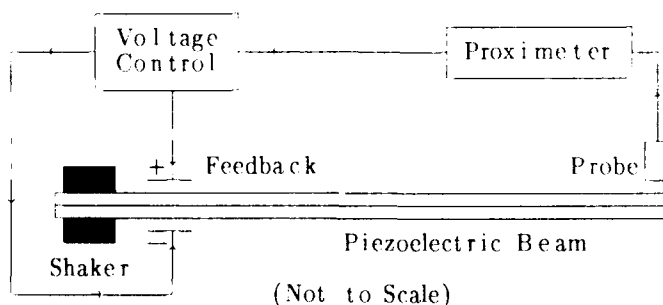 Voltage
Control
Proximeter
+ Feedback
Probe
−
Piezoelectric Beam
Shaker
(Not to Scale)